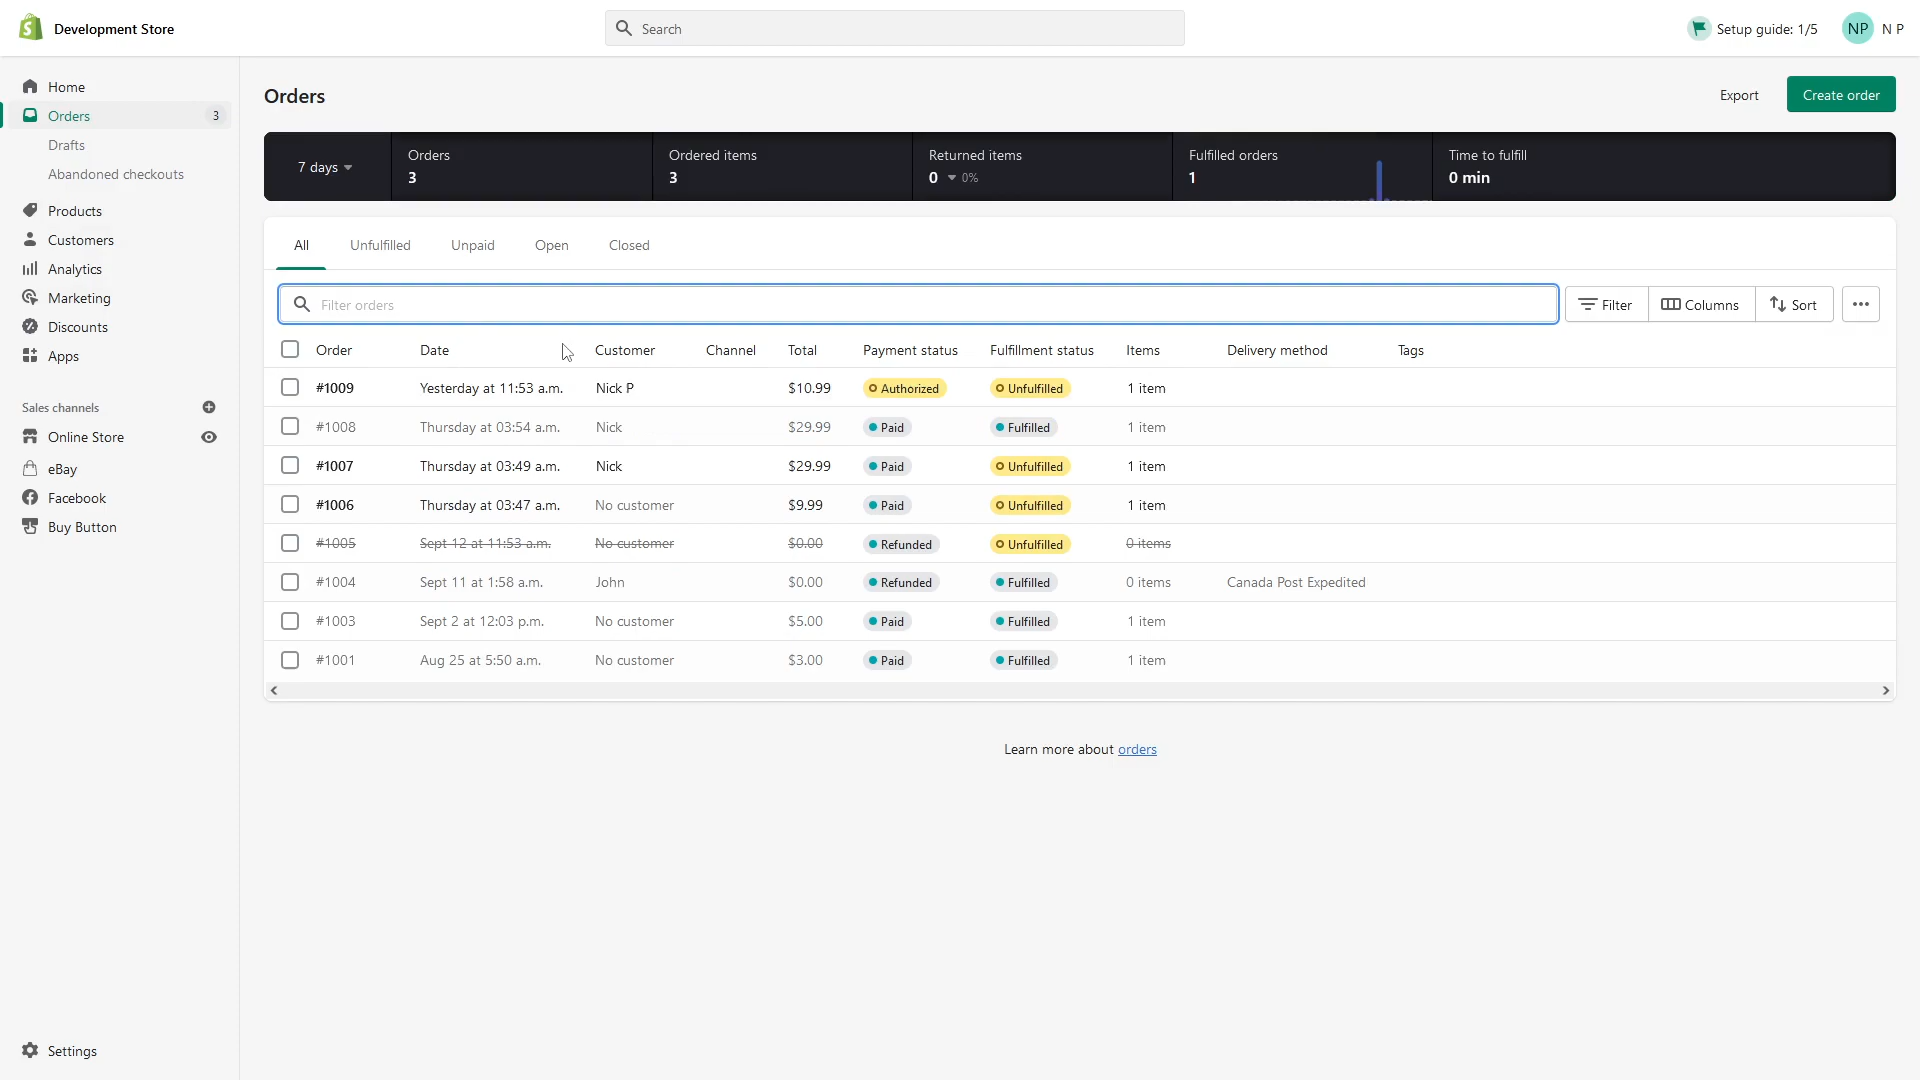 Development Store
Search
Setup guide: 1/5
NP
N P
Home
Orders
3
Drafts
Abandoned checkouts
Products
Customers
Analytics
Marketing
Discounts
Apps
Sales channels
Online Store
eBay
Facebook
Buy Button
Settings
Orders
Export
Create order
7 days
Orders
3
Ordered items
3
Returned items
0 0%
Fulfilled orders
1
Time to fulfill
0 min
All Unfulfilled Unpaid Open Closed
Filter orders
Filter Columns Sort
Order Date Customer Channel Total Payment status Fulfillment status Items Delivery method Tags
#1009 Yesterday at 11:53 a.m. Nick P $10.99 Authorized Unfulfilled 1 item
#1008 Thursday at 03:54 a.m. Nick $29.99 Paid Fulfilled 1 item
#1007 Thursday at 03:49 a.m. Nick $29.99 Paid Unfulfilled 1 item
#1006 Thursday at 03:47 a.m. No customer $9.99 Paid Unfulfilled 1 item
#1005 Sept 12 at 11:53 a.m. No customer $0.00 Refunded Unfulfilled 0 items
#1004 Sept 11 at 1:58 a.m. John $0.00 Refunded Fulfilled 0 items Canada Post Expedited
#1003 Sept 2 at 12:03 p.m. No customer $5.00 Paid Fulfilled 1 item
#1001 Aug 25 at 5:50 a.m. No customer $3.00 Paid Fulfilled 1 item
Learn more about orders